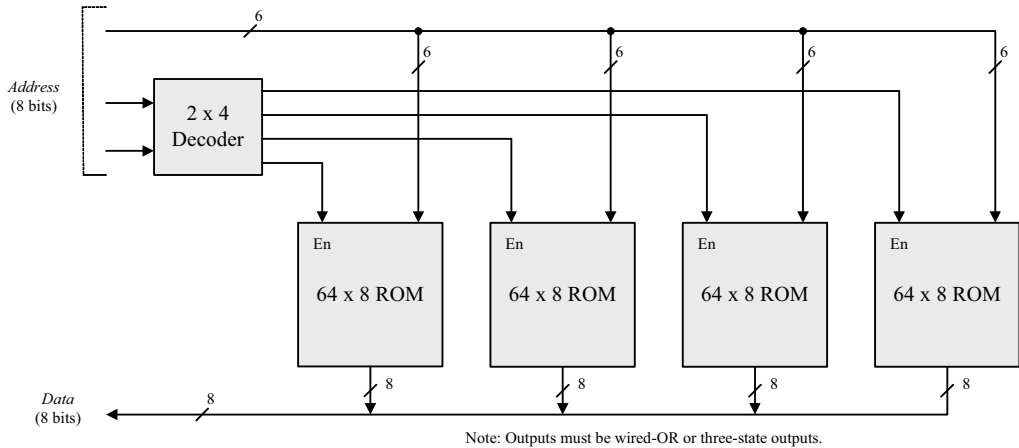 6
6
6
6
6
Address
(8 bits)
2 x 4
Decoder
En
En
En
En
64 x 8 ROM
64 x 8 ROM
64 x 8 ROM
64 x 8 ROM
8
8
8
8
Data
(8 bits)
8
Note: Outputs must be wired-OR or three-state outputs.